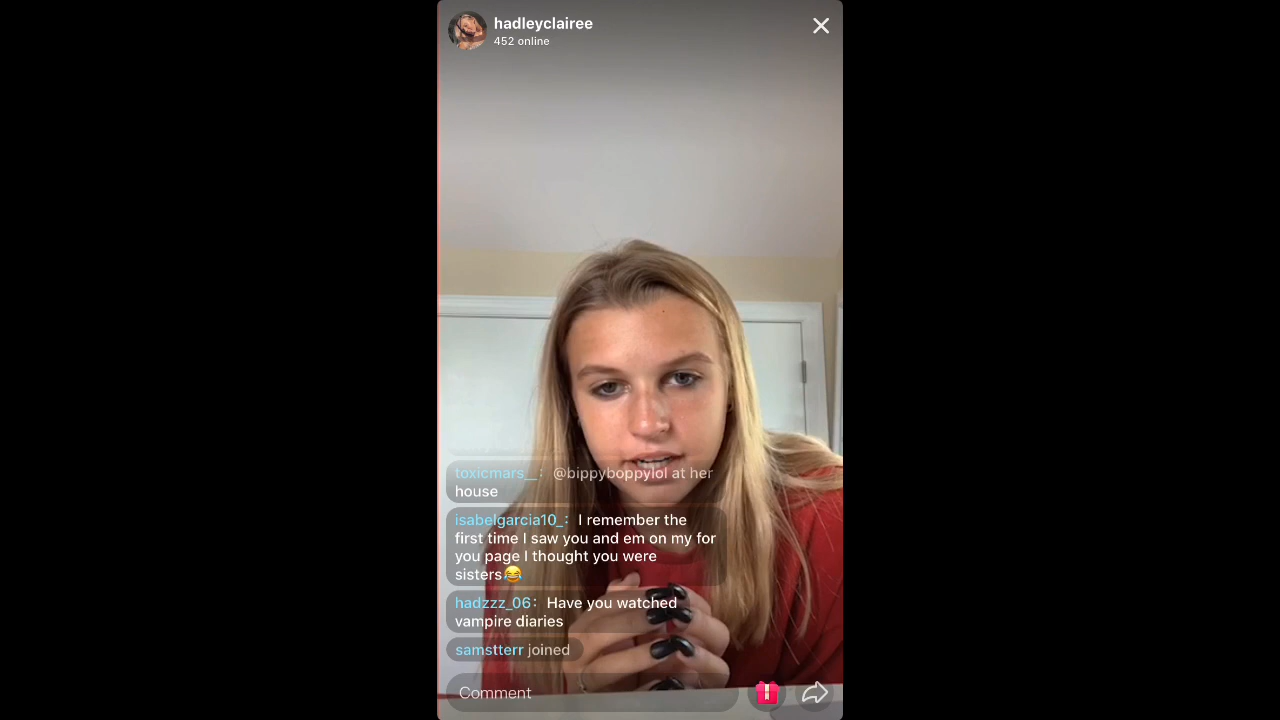 hadleyclairee
452 online
toxicmars__: @bippyboppylol at her
house
isabelgarcia10_: I remember the
first time I saw you and em on my for
you page I thought you were
sisters😂
hadzzz_06: Have you watched
vampire diaries
samstterr joined
Comment